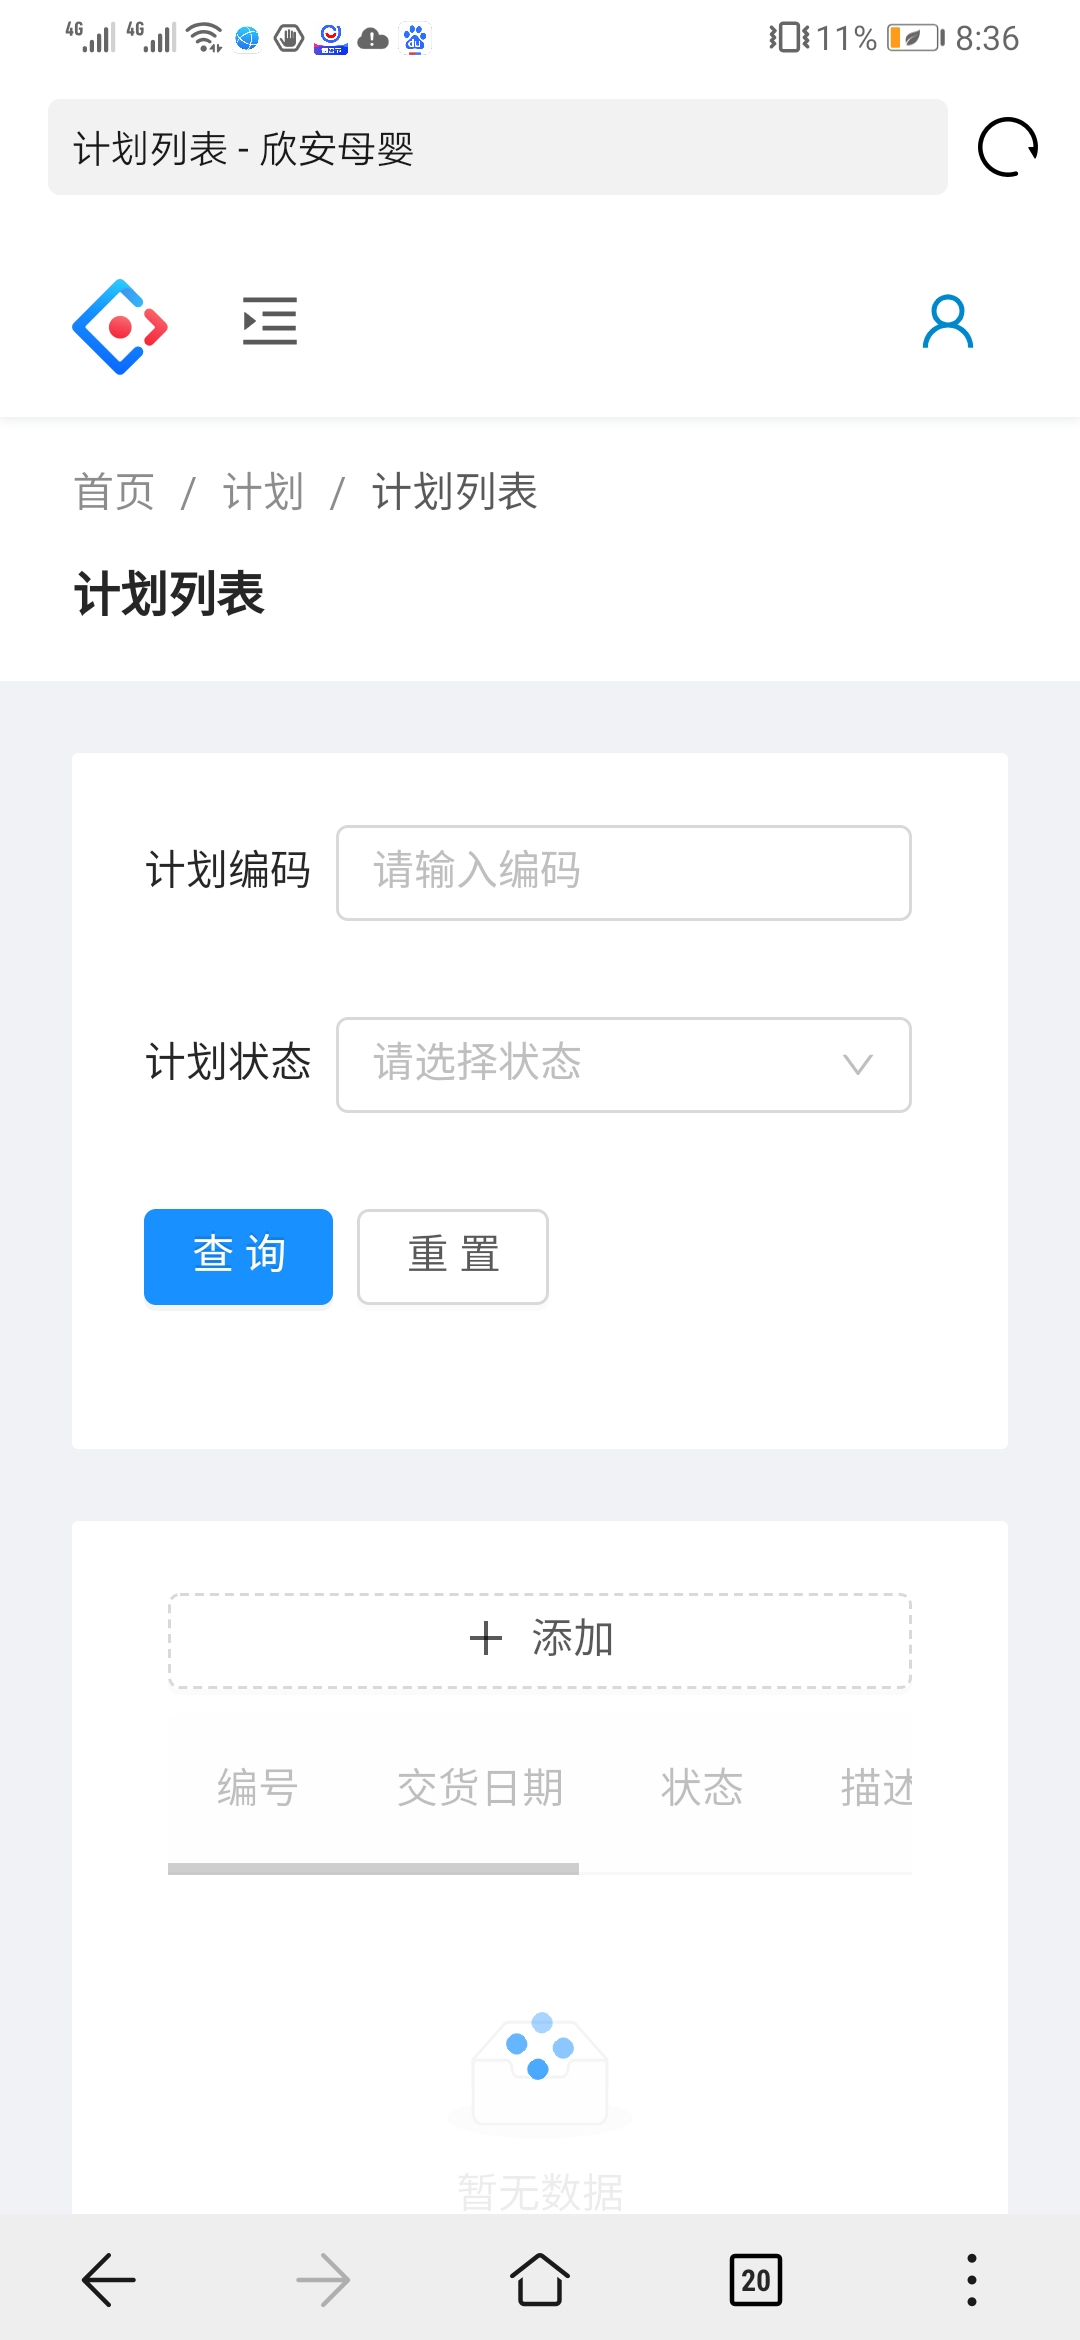 4G 4G 11% 8:36
计划列表 - 欣安母婴
首页 / 计划 / 计划列表
计划列表
计划编码 请输入编码
计划状态 请选择状态
查 询 重 置
+ 添加
编号 交货日期 状态 描述
暂无数据
20